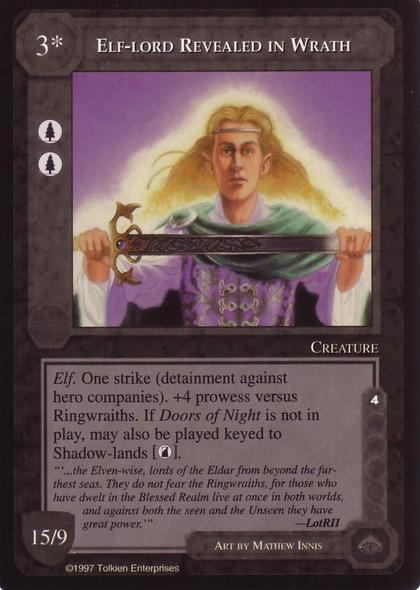 3*
ELF-LORD REVEALED IN WRATH
CREATURE
Elf. One strike (detainment against
hero companies). +4 prowess versus
Ringwraiths. If Doors of Night is not in
play, may also be played keyed to
Shadow-lands [ ].
4
“‘...the Elven-wise, lords of the Eldar from beyond the fur-
thest seas. They do not fear the Ringwraiths, for those who
have dwelt in the Blessed Realm live at once in both worlds,
and against both the seen and the Unseen they have
great power.’”
—LotRII
15/9
ART BY MATHEW INNIS
©1997 Tolkien Enterprises